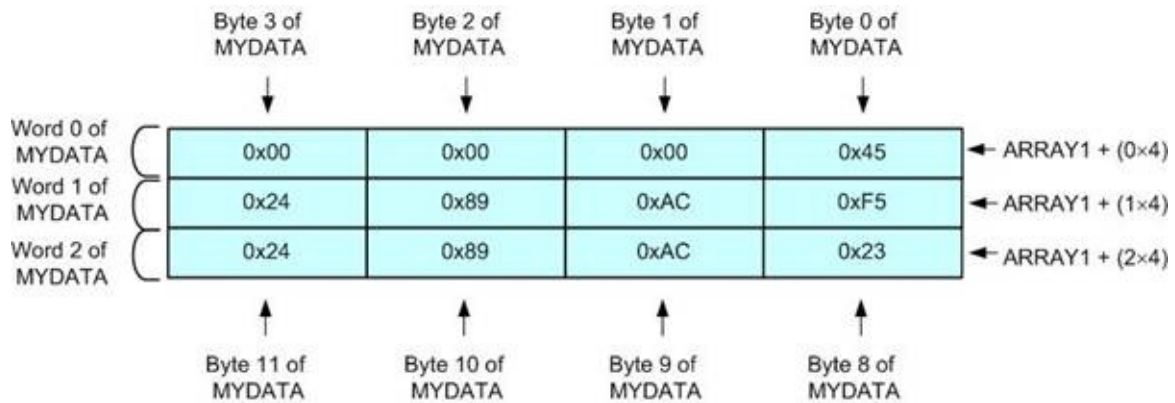 Byte 3 of
MYDATA
Byte 2 of
MYDATA
Byte 1 of
MYDATA
Byte 0 of
MYDATA
Word 0 of
MYDATA
0x00
0x00
0x00
0x45
ARRAY1 + (0×4)
Word 1 of
MYDATA
0x24
0x89
0xAC
0xF5
ARRAY1 + (1×4)
Word 2 of
MYDATA
0x24
0x89
0xAC
0x23
ARRAY1 + (2×4)
Byte 11 of
MYDATA
Byte 10 of
MYDATA
Byte 9 of
MYDATA
Byte 8 of
MYDATA